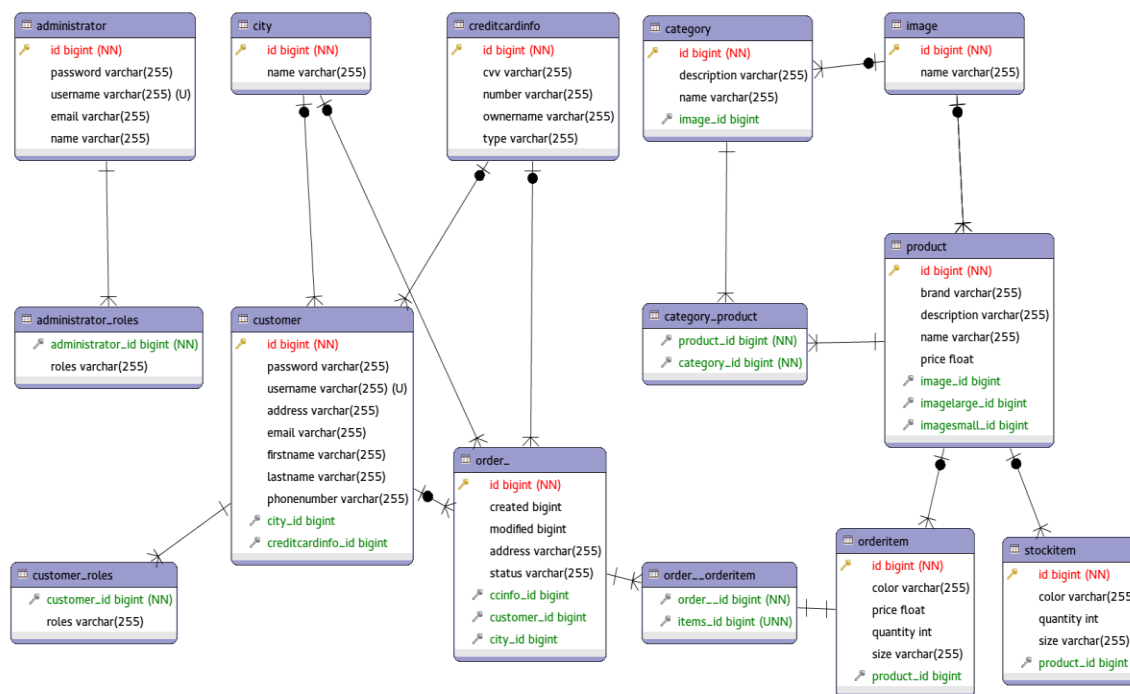 administrator
id bigint (NN)
password varchar(255)
username varchar(255) (U)
email varchar(255)
name varchar(255)
city
id bigint (NN)
name varchar(255)
creditcardinfo
id bigint (NN)
cvv varchar(255)
number varchar(255)
ownername varchar(255)
type varchar(255)
category
id bigint (NN)
description varchar(255)
name varchar(255)
image_id bigint
image
id bigint (NN)
name varchar(255)
product
id bigint (NN)
brand varchar(255)
description varchar(255)
name varchar(255)
price float
image_id bigint
imagelarge_id bigint
imagesmall_id bigint
administrator_roles
administrator_id bigint (NN)
roles varchar(255)
customer
id bigint (NN)
password varchar(255)
username varchar(255) (U)
address varchar(255)
email varchar(255)
firstname varchar(255)
lastname varchar(255)
phonenumber varchar(255)
city_id bigint
creditcardinfo_id bigint
category_product
product_id bigint (NN)
category_id bigint (NN)
order_
id bigint (NN)
created bigint
modified bigint
address varchar(255)
status varchar(255)
ccinfo_id bigint
customer_id bigint
city_id bigint
customer_roles
customer_id bigint (NN)
roles varchar(255)
order__orderitem
order__id bigint (NN)
items_id bigint (UNN)
orderitem
id bigint (NN)
color varchar(255)
price float
quantity int
size varchar(255)
product_id bigint
stockitem
id bigint (NN)
color varchar(255
quantity int
size varchar(255)
product_id bigint